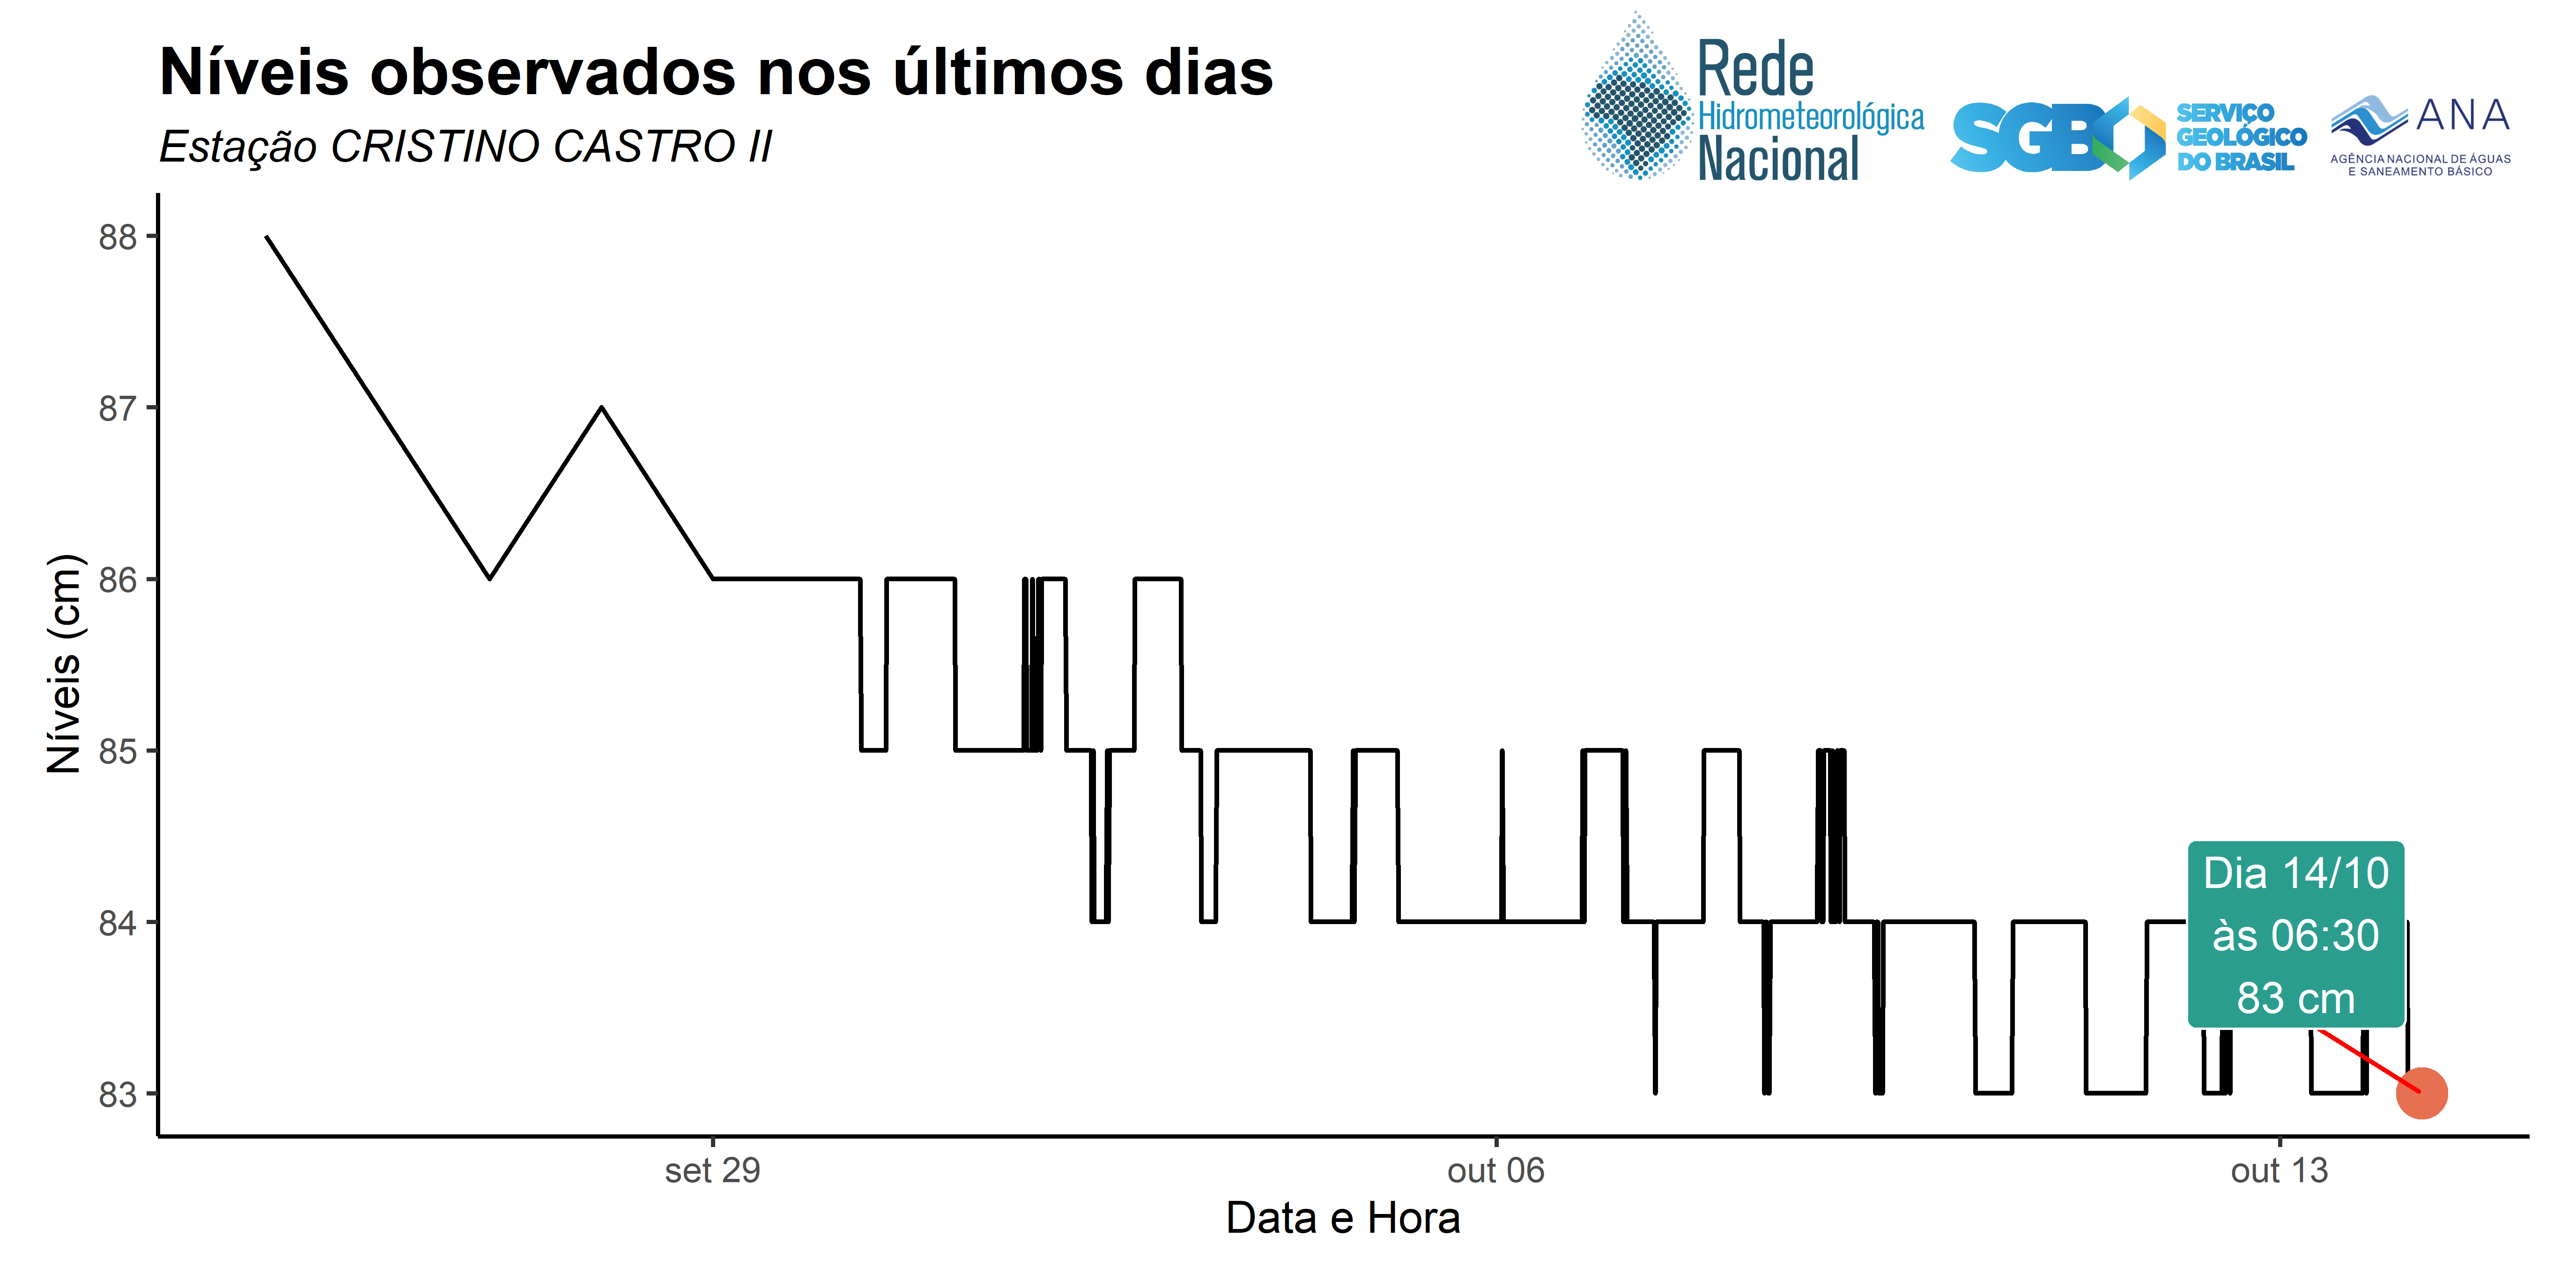 Níveis observados nos últimos dias
Estação CRISTINO CASTRO II
Rede
Hidrometeorológica
Nacional
SGB
SERVIÇO
GEOLÓGICO
DO BRASIL
ANA
AGÊNCIA NACIONAL DE ÁGUAS
E SANEAMENTO BÁSICO
Níveis (cm)
88
87
86
85
84
83
Dia 14/10
às 06:30
83 cm
set 29
out 06
out 13
Data e Hora